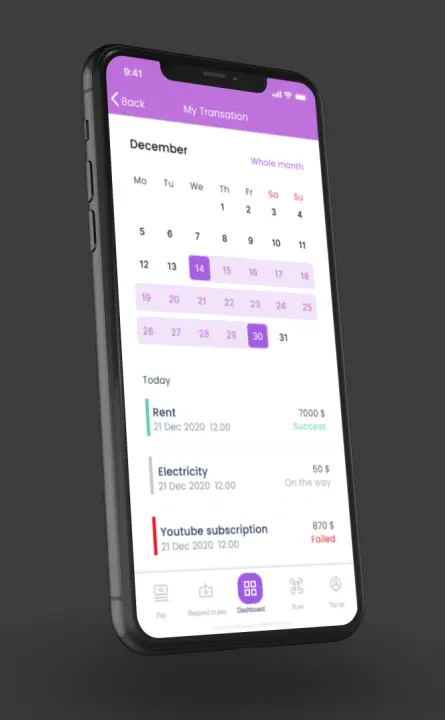 9:41
Back
My Transation
December
Whole month
Mo Tu We Th Fr Sa Su
1 2 3 4
5 6 7 8 9 10 11
12 13 14 15 16 17 18
19 20 21 22 23 24 25
26 27 28 29 30 31
Today
Rent 7000 $
21 Dec 2020 12.00 Success
Electricity 50 $
21 Dec 2020 12.00 On the way
Youtube subscription 870 $
21 Dec 2020 12.00 Failed
Pay Request to pay Dashboard Scan Top up